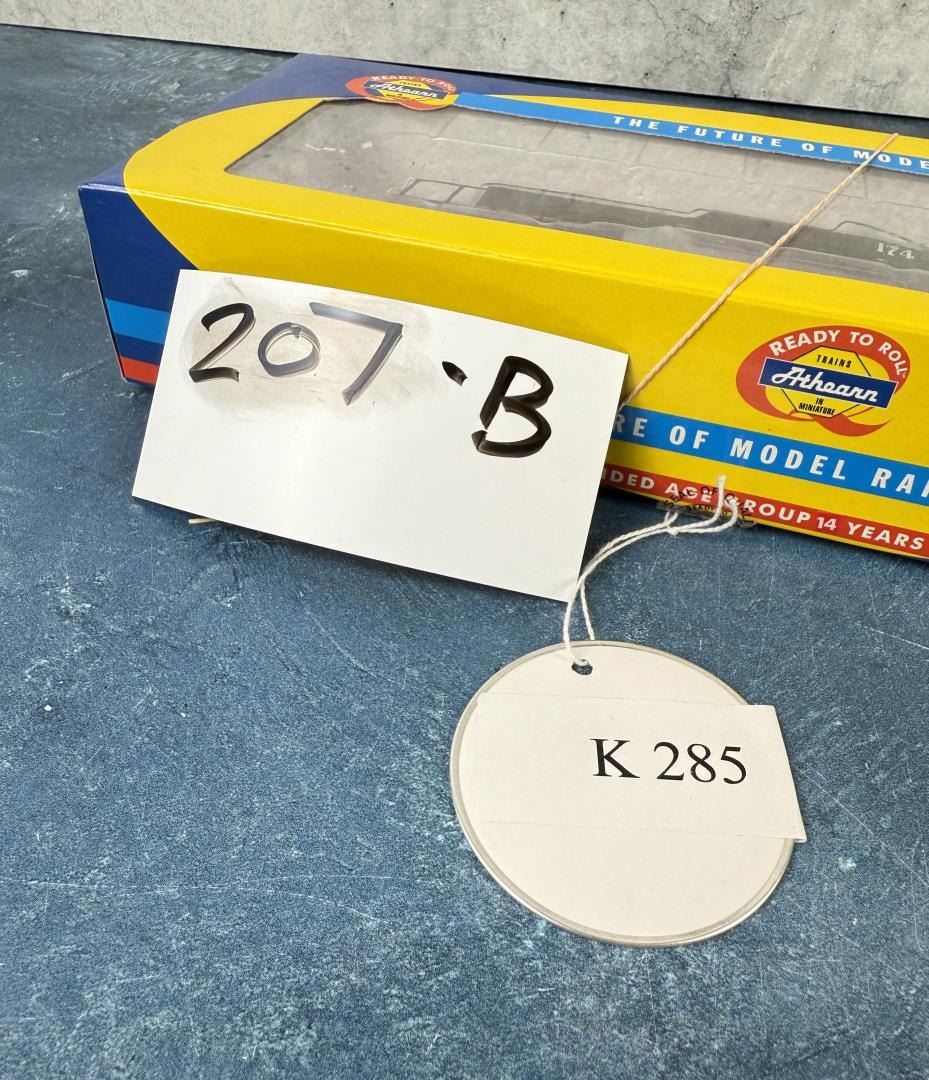 READY TO ROLL
TRAINS
Athearn
THE FUTURE OF MODE
174
207-B
READY TO ROLL
TRAINS
Athearn
IN
MINIATURE
RE OF MODEL RA
DED AGE GROUP 14 YEARS
K 285